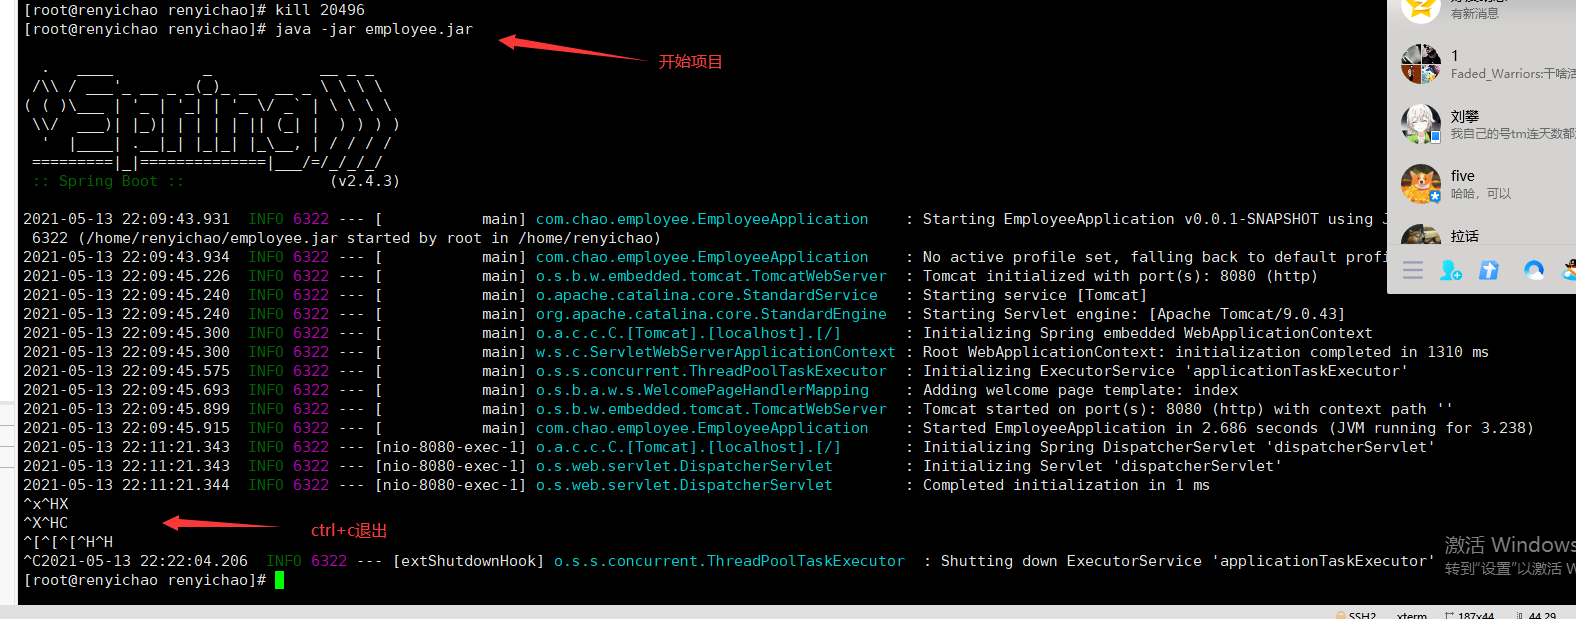 [root@renyichao renyichao]# kill 20496
[root@renyichao renyichao]# java -jar employee.jar
开始项目
:: Spring Boot :: (v2.4.3)
2021-05-13 22:09:43.931  INFO 6322 --- [           main] com.chao.employee.EmployeeApplication    : Starting EmployeeApplication v0.0.1-SNAPSHOT using
6322 (/home/renyichao/employee.jar started by root in /home/renyichao)
2021-05-13 22:09:43.934  INFO 6322 --- [           main] com.chao.employee.EmployeeApplication    : No active profile set, falling back to default profi
2021-05-13 22:09:45.226  INFO 6322 --- [           main] o.s.b.w.embedded.tomcat.TomcatWebServer  : Tomcat initialized with port(s): 8080 (http)
2021-05-13 22:09:45.240  INFO 6322 --- [           main] o.apache.catalina.core.StandardService   : Starting service [Tomcat]
2021-05-13 22:09:45.240  INFO 6322 --- [           main] org.apache.catalina.core.StandardEngine  : Starting Servlet engine: [Apache Tomcat/9.0.43]
2021-05-13 22:09:45.300  INFO 6322 --- [           main] o.a.c.c.C.[Tomcat].[localhost].[/]       : Initializing Spring embedded WebApplicationContext
2021-05-13 22:09:45.300  INFO 6322 --- [           main] w.s.c.ServletWebServerApplicationContext : Root WebApplicationContext: initialization completed in 1310 ms
2021-05-13 22:09:45.575  INFO 6322 --- [           main] o.s.s.concurrent.ThreadPoolTaskExecutor  : Initializing ExecutorService 'applicationTaskExecutor'
2021-05-13 22:09:45.693  INFO 6322 --- [           main] o.s.b.a.w.s.WelcomePageHandlerMapping    : Adding welcome page template: index
2021-05-13 22:09:45.899  INFO 6322 --- [           main] o.s.b.w.embedded.tomcat.TomcatWebServer  : Tomcat started on port(s): 8080 (http) with context path ''
2021-05-13 22:09:45.915  INFO 6322 --- [           main] com.chao.employee.EmployeeApplication    : Started EmployeeApplication in 2.686 seconds (JVM running for 3.238)
2021-05-13 22:11:21.343  INFO 6322 --- [nio-8080-exec-1] o.a.c.c.C.[Tomcat].[localhost].[/]       : Initializing Spring DispatcherServlet 'dispatcherServlet'
2021-05-13 22:11:21.343  INFO 6322 --- [nio-8080-exec-1] o.s.web.servlet.DispatcherServlet        : Initializing Servlet 'dispatcherServlet'
2021-05-13 22:11:21.344  INFO 6322 --- [nio-8080-exec-1] o.s.web.servlet.DispatcherServlet        : Completed initialization in 1 ms
^x^HX
^X^HC
ctrl+c退出
^[^[^[^H^H
^C2021-05-13 22:22:04.206  INFO 6322 --- [extShutdownHook] o.s.s.concurrent.ThreadPoolTaskExecutor  : Shutting down ExecutorService 'applicationTaskExecutor'
[root@renyichao renyichao]#
有新消息
1
Faded_Warriors:干啥活
刘攀
我自己的号tm连天数都
five
哈哈，可以
拉话
激活 Windows
转到“设置”以激活 W
SSH2 xterm 187x44 44,29